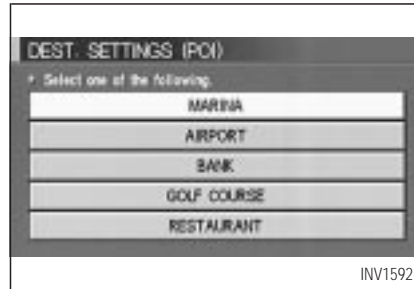 DEST. SETTINGS (POI)
Select one of the following.
MARINA
AIRPORT
BANK
GOLF COURSE
RESTAURANT
INV1592